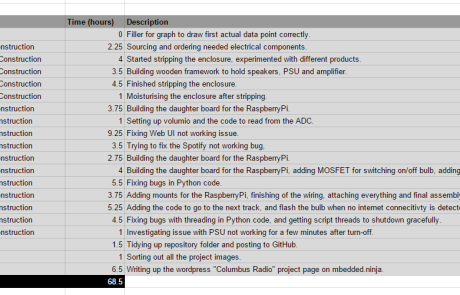 Time (hours) Description
0 Filler for graph to draw first actual data point correctly.
onstruction 2.25 Sourcing and ordering needed electrical components.
Construction 4 Started stripping the enclosure, experimented with different products.
Construction 3.5 Building wooden framework to hold speakers, PSU and amplifier.
Construction 4.5 Finished stripping the enclosure.
Construction 1 Moisturising the enclosure after stripping.
nstruction 3.75 Building the daughter board for the RaspberryPi.
nstruction 1 Setting up volumio and the code to read from the ADC.
nstruction 9.25 Fixing Web UI not working issue.
nstruction 3.5 Trying to fix the Spotify not working bug,
nstruction 2.75 Building the daughter board for the RaspberryPi.
nstruction 4 Building the daughter board for the RaspberryPi, adding MOSFET for switching on/off bulb, adding
nstruction 5.5 Fixing bugs in Python code.
nstruction 3.75 Adding mounts for the RaspberryPi, finishing of the wiring, attaching everything and final assembly
nstruction 5.25 Adding the code to go to the next track, and flash the bulb when no internet connecitivty is detecte
nstruction 4.5 Fixing bugs with threading in Python code, and getting script threads to shutdown gracefully.
onstruction 1 Investigating issue with PSU not working for a few minutes after turn-off.
1.5 Tidying up repository folder and posting to GitHub.
1 Sorting out all the project images.
6.5 Writing up the wordpress "Columbus Radio" project page on mbedded.ninja.
68.5